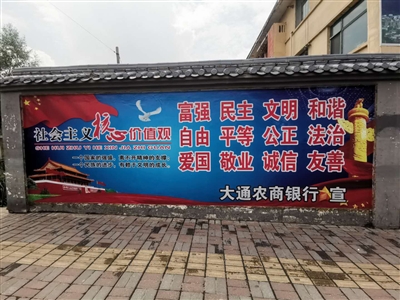 社会主义核心价值观
SHE HUI ZHU YI HE XIN JIA ZHI GUAN
富强 民主 文明 和谐
自由 平等 公正 法治
爱国 敬业 诚信 友善
大通农商银行 宣